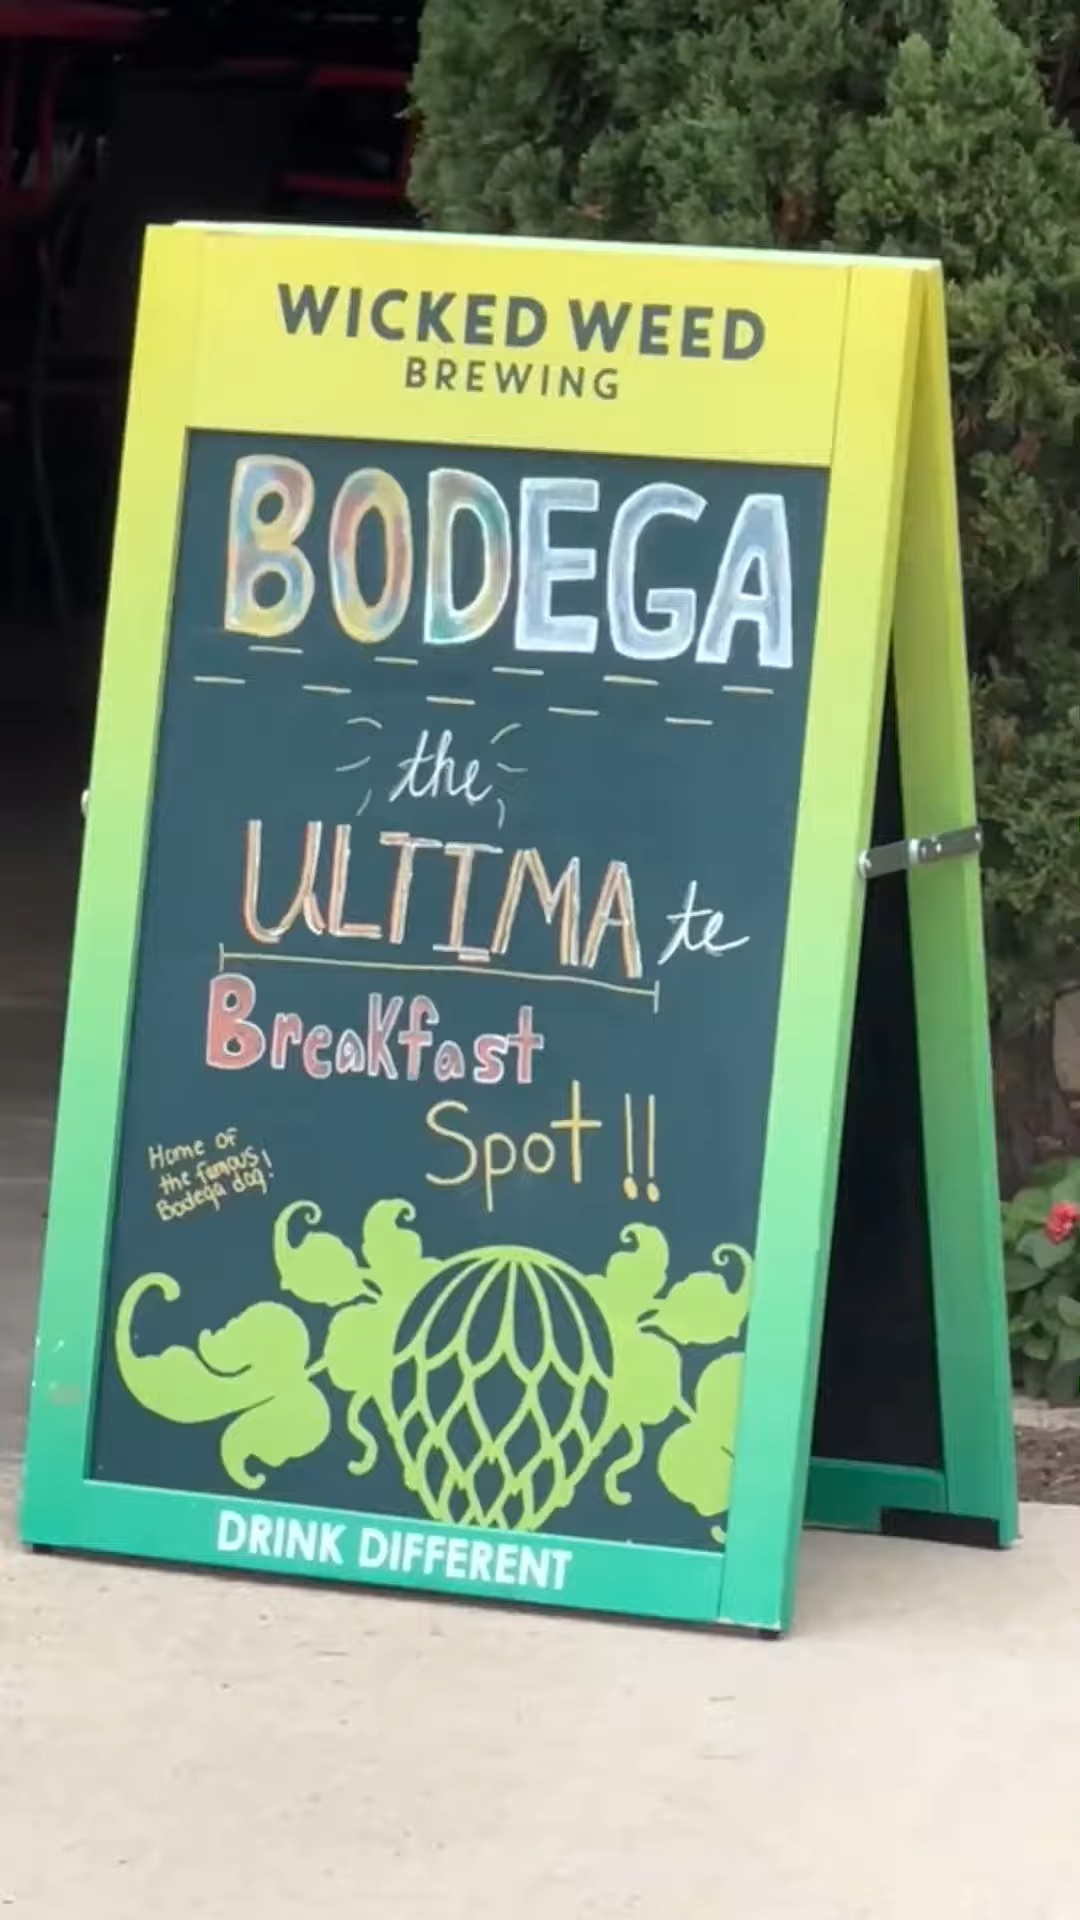 WICKED WEED
BREWING
BODEGA
the
ULTIMA te
Breakfast
Spot!!
Home of
the famous
Bodega dog!
DRINK DIFFERENT